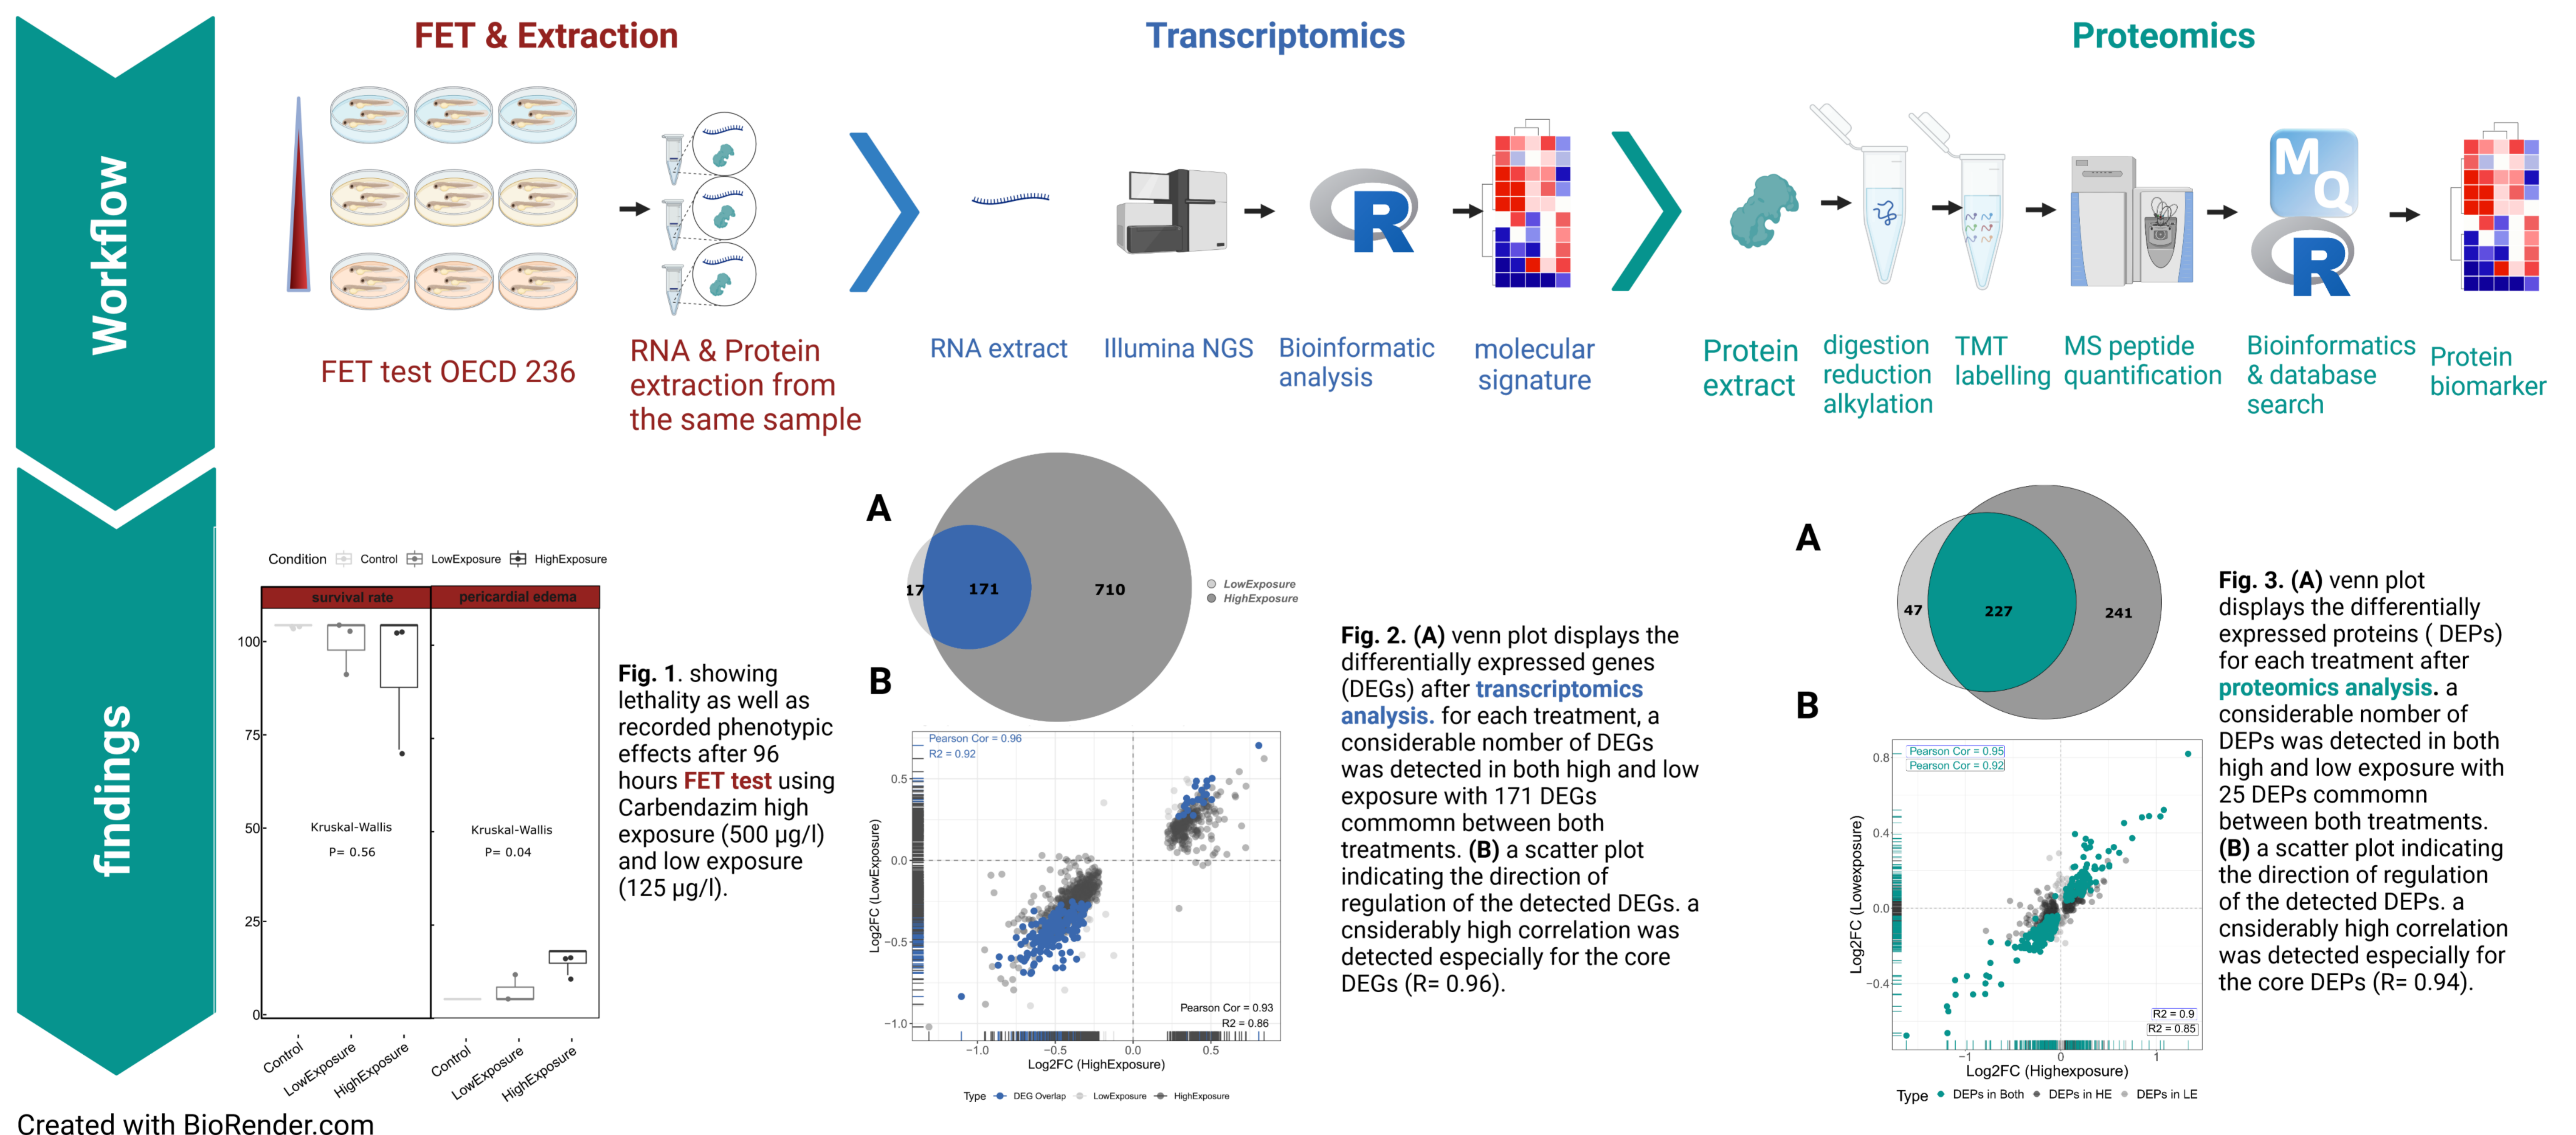 Workflow
FET & Extraction
FET test OECD 236
RNA & Protein
extraction from
the same sample
Transcriptomics
R
RNA extract
Illumina NGS
Bioinformatic
analysis
molecular
signature
Proteomics
MQ
R
Protein
extract
digestion
reduction
alkylation
TMT
labelling
MS peptide
quantification
Bioinformatics
& database
search
Protein
biomarker
findings
Condition Control LowExposure HighExposure
survival rate
pericardial edema
100
75
50
25
0
Kruskal-Wallis
P= 0.56
Kruskal-Wallis
P= 0.04
Control
LowExposure
HighExposure
Control
LowExposure
HighExposure
Fig. 1. showing
lethality as well as
recorded phenotypic
effects after 96
hours FET test using
Carbendazim high
exposure (500 µg/l)
and low exposure
(125 µg/l).
A
17
171
710
LowExposure
HighExposure
B
Pearson Cor = 0.96
R2 = 0.92
0.5
0.0
−0.5
−1.0
Log2FC (LowExposure)
Pearson Cor = 0.93
R2 = 0.86
−1.0
−0.5
0.0
0.5
Log2FC (HighExposure)
Type DEG Overlap LowExposure HighExposure
Fig. 2. (A) venn plot displays the
differentially expressed genes
(DEGs) after transcriptomics
analysis. for each treatment, a
considerable nomber of DEGs
was detected in both high and low
exposure with 171 DEGs
commomn between both
treatments. (B) a scatter plot
indicating the direction of
regulation of the detected DEGs. a
cnsiderably high correlation was
detected especially for the core
DEGs (R= 0.96).
A
47
227
241
B
Pearson Cor = 0.95
Pearson Cor = 0.92
0.8
0.4
0.0
−0.4
Log2FC (Lowexposure)
R2 = 0.9
R2 = 0.85
−1
0
1
Log2FC (Highexposure)
Type DEPs in Both DEPs in HE DEPs in LE
Fig. 3. (A) venn plot
displays the differentially
expressed proteins ( DEPs)
for each treatment after
proteomics analysis. a
considerable nomber of
DEPs was detected in both
high and low exposure with
25 DEPs commomn
between both treatments.
(B) a scatter plot indicating
the direction of regulation
of the detected DEPs. a
cnsiderably high correlation
was detected especially for
the core DEPs (R= 0.94).
Created with BioRender.com